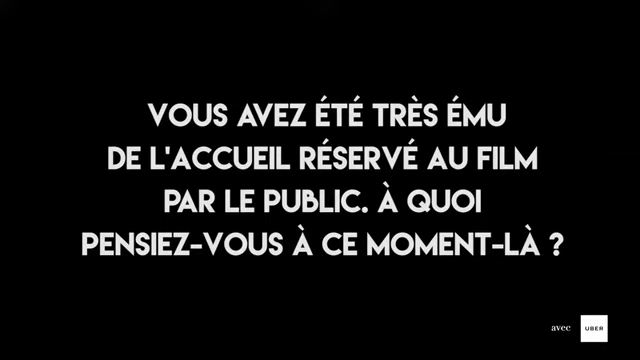 VOUS AVEZ ÉTÉ TRÈS ÉMU
DE L'ACCUEIL RÉSERVÉ AU FILM
PAR LE PUBLIC. À QUOI
PENSIEZ-VOUS À CE MOMENT-LÀ ?
avec UBER